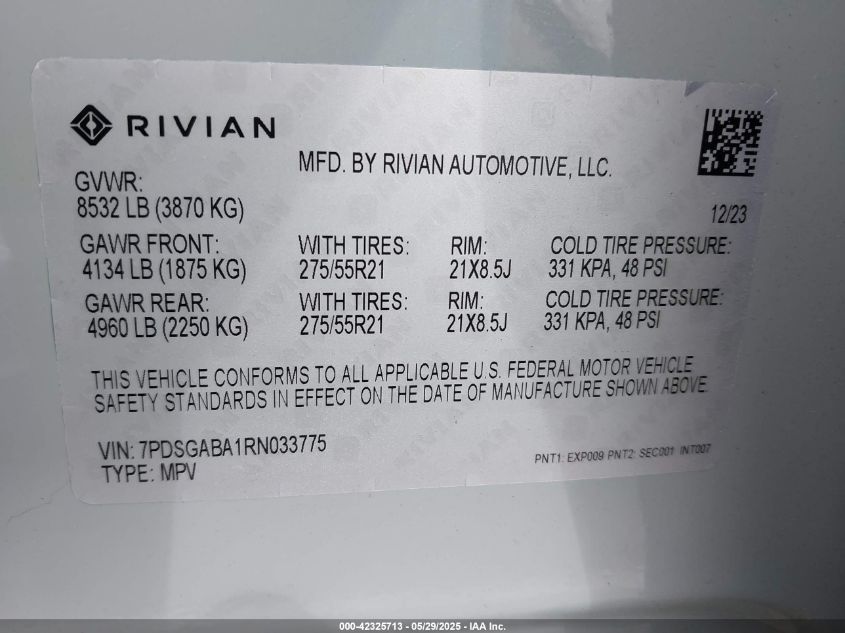 RIVIAN
MFD. BY RIVIAN AUTOMOTIVE, LLC.
GVWR:
8532 LB (3870 KG)
12/23
GAWR FRONT: WITH TIRES: RIM: COLD TIRE PRESSURE:
4134 LB (1875 KG) 275/55R21 21X8.5J 331 KPA, 48 PSI
GAWR REAR: WITH TIRES: RIM: COLD TIRE PRESSURE:
4960 LB (2250 KG) 275/55R21 21X8.5J 331 KPA, 48 PSI
THIS VEHICLE CONFORMS TO ALL APPLICABLE U.S. FEDERAL MOTOR VEHICLE
SAFETY STANDARDS IN EFFECT ON THE DATE OF MANUFACTURE SHOWN ABOVE.
VIN: 7PDSGABA1RN033775
TYPE: MPV
PNT1: EXP009 PNT2: SEC001 INT007
000-42325713 - 05/29/2025 - IAA Inc.